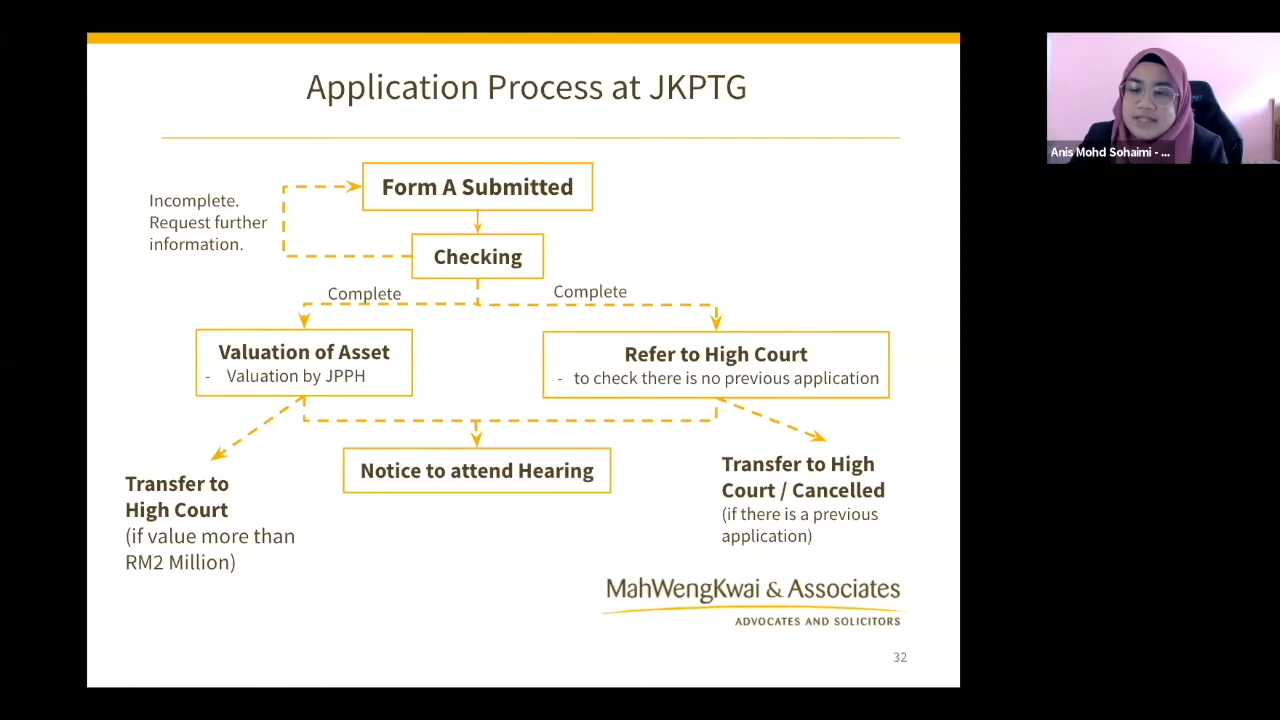 Application Process at JKPTG
Form A Submitted
Incomplete.
Request further
information.
Checking
Complete
Complete
Valuation of Asset
- Valuation by JPPH
Refer to High Court
- to check there is no previous application
Notice to attend Hearing
Transfer to
High Court
(if value more than
RM2 Million)
Transfer to High
Court / Cancelled
(if there is a previous
application)
MahWengKwai & Associates
ADVOCATES AND SOLICITORS
32
Anis Mohd Sohaimi - ...